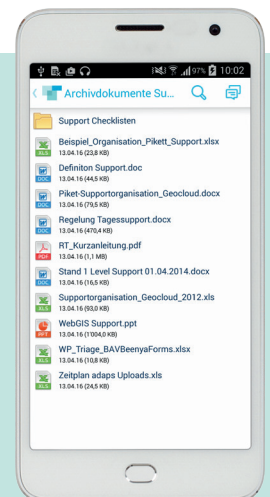 97% 10:02
Archivdokumente Su...
Support Checklisten
Beispiel_Organisation_Pikett_Support.xlsx
XLS 13.04.16 (23,8 KB)
Definiton Support.doc
DOC 13.04.16 (44,5 KB)
Piket-Supportorganisation_Geocloud.docx
DOC 13.04.16 (79,5 KB)
Regelung Tagessupport.docx
DOC 13.04.16 (470,4 KB)
RT_Kurzanleitung.pdf
PDF 13.04.16 (1,1 MB)
Stand 1 Level Support 01.04.2014.docx
DOC 13.04.16 (16,5 KB)
Supportorganisation_Geocloud_2012.xls
XLS 13.04.16 (93,0 KB)
WebGIS Support.ppt
PPT 13.04.16 (1'004,0 KB)
WP_Triage_BAVBeenyaForms.xlsx
XLS 13.04.16 (10,8 KB)
Zeitplan adaps Uploads.xls
XLS 13.04.16 (24,5 KB)